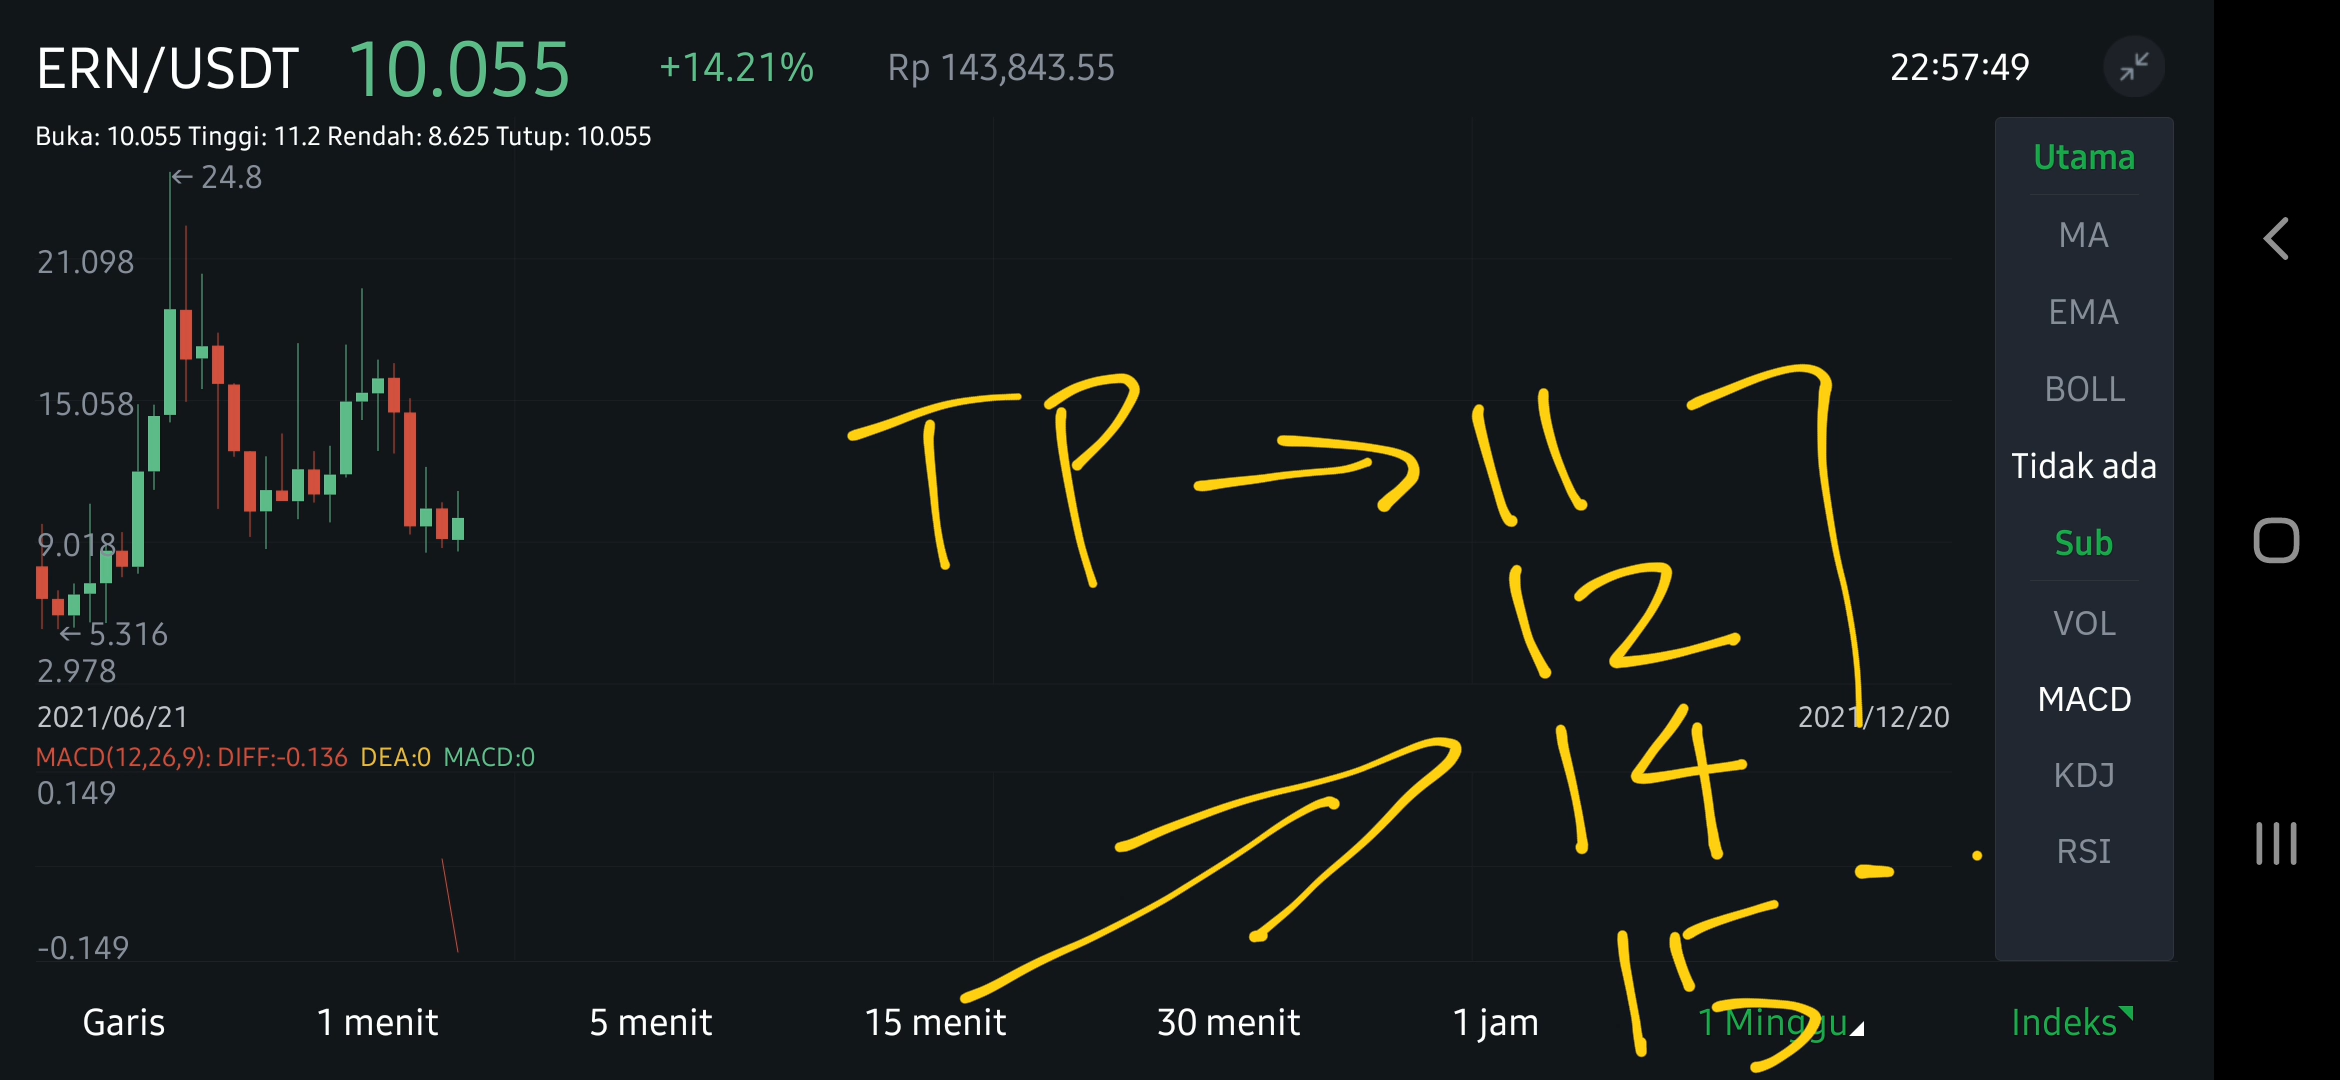 ERN/USDT 10.055 +14.21% Rp 143,843.55 22:57:49
Buka: 10.055 Tinggi: 11.2 Rendah: 8.625 Tutup: 10.055
Utama
← 24.8
MA
21.098
EMA
BOLL
15.058
TP → 11
Tidak ada
9.018
Sub
12
← 5.316
VOL
2.978
MACD
2021/06/21 2021/12/20
14
MACD(12,26,9): DIFF:-0.136 DEA:0 MACD:0
KDJ
0.149
RSI
-0.149
15
Garis 1 menit 5 menit 15 menit 30 menit 1 jam 1 Minggu Indeks